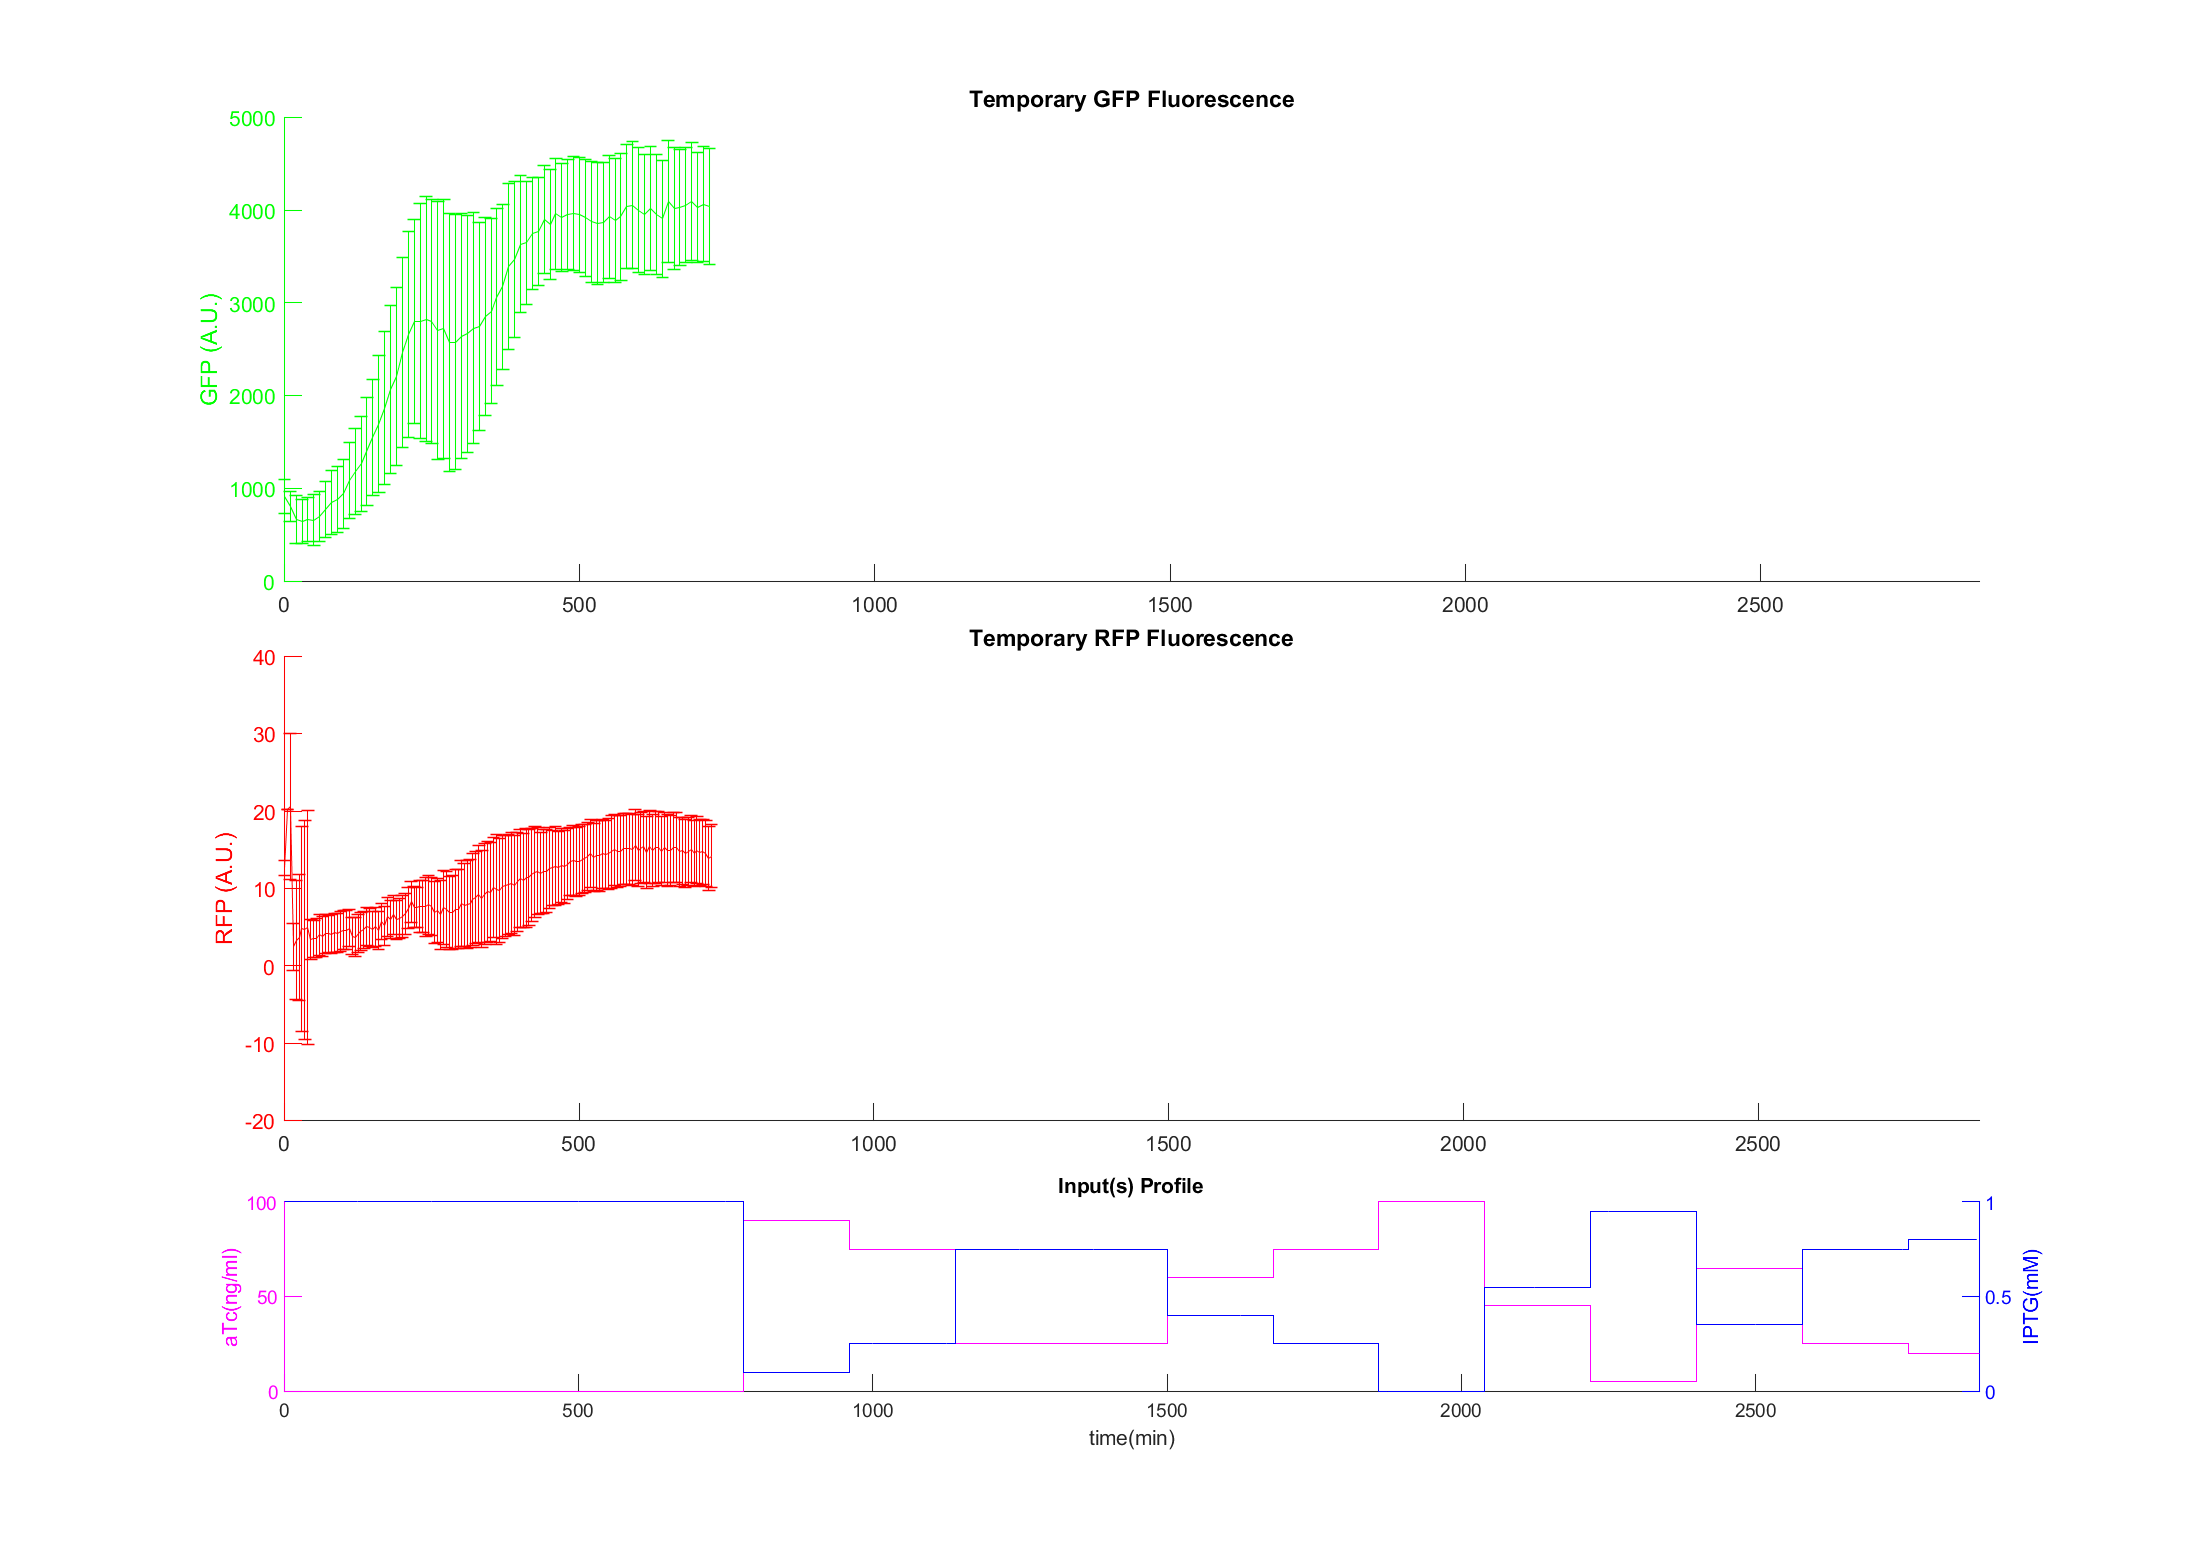 Temporary GFP Fluorescence
GFP (A.U.)
5000
4000
3000
2000
1000
0
0 500 1000 1500 2000 2500
Temporary RFP Fluorescence
RFP (A.U.)
40
30
20
10
0
-10
-20
0 500 1000 1500 2000 2500
Input(s) Profile
aTc(ng/ml)
100
50
0
1
0.5
0
IPTG(mM)
0 500 1000 1500 2000 2500
time(min)